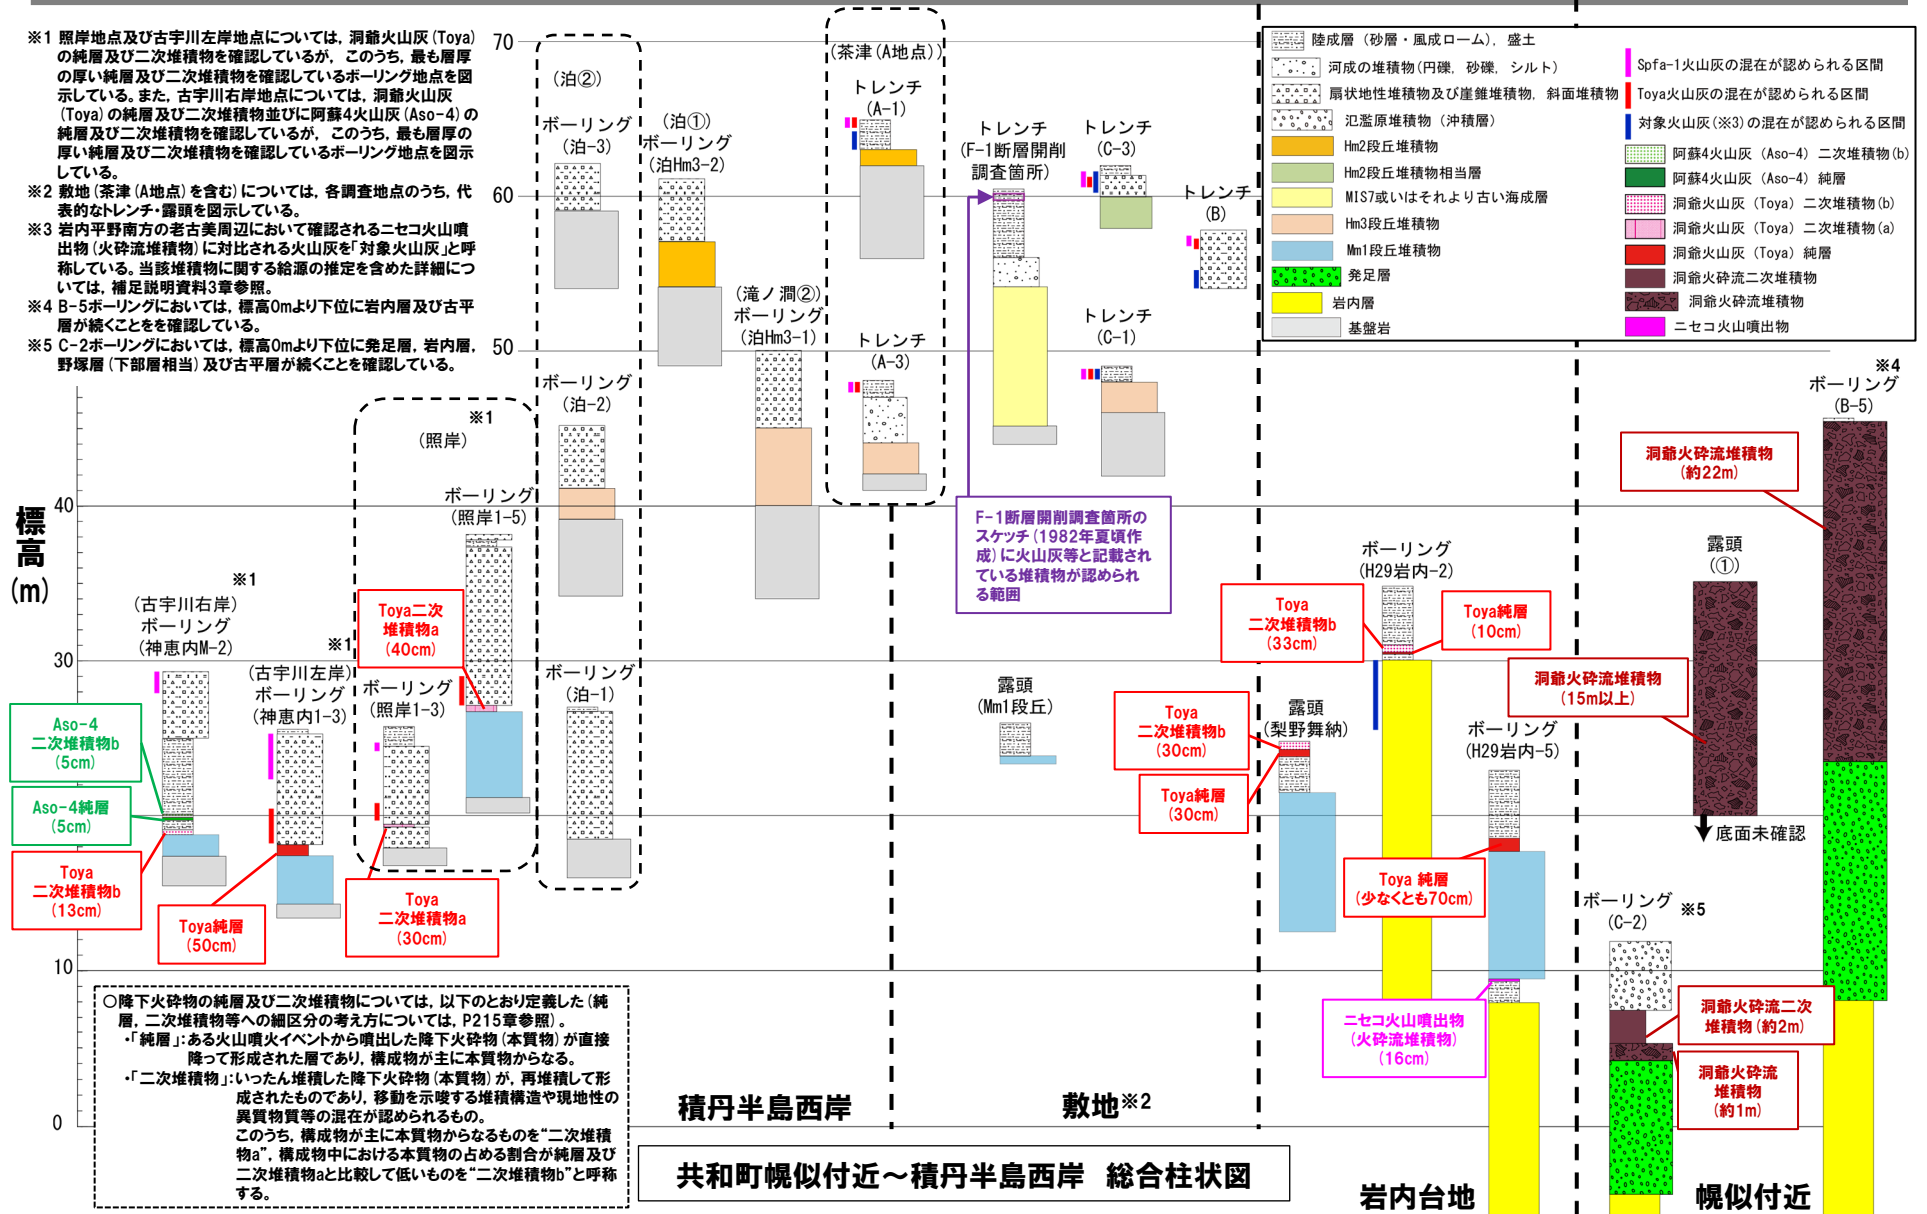 ※1 照岸地点及び古宇川左岸地点については，洞爺火山灰(Toya)
の純層及び二次堆積物を確認しているが，このうち，最も層厚
の厚い純層及び二次堆積物を確認しているボーリング地点を図
示している。また，古宇川右岸地点については，洞爺火山灰
(Toya)の純層及び二次堆積物並びに阿蘇4火山灰(Aso-4)の
純層及び二次堆積物を確認しているが，このうち，最も層厚の
厚い純層及び二次堆積物を確認しているボーリング地点を図示
している。
※2 敷地(茶津(A地点)を含む)については，各調査地点のうち，代
表的なトレンチ・露頭を図示している。
※3 岩内平野南方の老古美周辺において確認されるニセコ火山噴
出物(火砕流堆積物)に対比される火山灰を「対象火山灰」と呼
称している。当該堆積物に関する給源の推定を含めた詳細につ
いては，補足説明資料3章参照。
※4 B-5ボーリングにおいては，標高0mより下位に岩内層及び古平
層が続くことをを確認している。
※5 C-2ボーリングにおいては，標高0mより下位に発足層，岩内層，
野塚層(下部層相当)及び古平層が続くことを確認している。
標高
(m)
70
60
50
40
30
10
0
陸成層（砂層・風成ローム），盛土
河成の堆積物(円礫，砂礫，シルト)
扇状地性堆積物及び崖錐堆積物，斜面堆積物
氾濫原堆積物（沖積層）
Hm2段丘堆積物
Hm2段丘堆積物相当層
MIS7或いはそれより古い海成層
Hm3段丘堆積物
Mm1段丘堆積物
発足層
岩内層
基盤岩
Spfa-1火山灰の混在が認められる区間
Toya火山灰の混在が認められる区間
対象火山灰(※3)の混在が認められる区間
阿蘇4火山灰（Aso-4）二次堆積物(b)
阿蘇4火山灰（Aso-4）純層
洞爺火山灰（Toya）二次堆積物(b)
洞爺火山灰（Toya）二次堆積物(a)
洞爺火山灰（Toya）純層
洞爺火砕流二次堆積物
洞爺火砕流堆積物
ニセコ火山噴出物
(古宇川右岸)
ボーリング
(神恵内M-2)
※1
Aso-4
二次堆積物b
(5cm)
Aso-4純層
(5cm)
Toya
二次堆積物b
(13cm)
※1
(古宇川左岸)
ボーリング
(神恵内1-3)
Toya純層
(50cm)
※1
(照岸)
ボーリング
(照岸1-3)
Toya
二次堆積物a
(30cm)
ボーリング
(照岸1-5)
Toya二次
堆積物a
(40cm)
(泊②)
ボーリング
(泊-3)
ボーリング
(泊-2)
ボーリング
(泊-1)
(泊①)
ボーリング
(泊Hm3-2)
(滝ノ澗②)
ボーリング
(泊Hm3-1)
(茶津(A地点))
トレンチ
(A-1)
トレンチ
(A-3)
トレンチ
(F-1断層開削
調査箇所)
F-1断層開削調査箇所の
スケッチ(1982年夏頃作
成)に火山灰等と記載され
ている堆積物が認められ
る範囲
トレンチ
(C-3)
トレンチ
(B)
トレンチ
(C-1)
露頭
(Mm1段丘)
Toya
二次堆積物b
(30cm)
Toya純層
(30cm)
露頭
(梨野舞納)
Toya
二次堆積物b
(33cm)
ボーリング
(H29岩内-2)
Toya純層
(10cm)
ボーリング
(H29岩内-5)
Toya 純層
(少なくとも70cm)
ニセコ火山噴出物
(火砕流堆積物)
(16cm)
洞爺火砕流堆積物
(約22m)
露頭
(①)
洞爺火砕流堆積物
(15m以上)
底面未確認
※4
ボーリング
(B-5)
ボーリング
(C-2)
※5
洞爺火砕流二次
堆積物(約2m)
洞爺火砕流
堆積物
(約1m)
○降下火砕物の純層及び二次堆積物については，以下のとおり定義した(純
層，二次堆積物等への細区分の考え方については，P215章参照)。
・「純層」：ある火山噴火イベントから噴出した降下火砕物(本質物)が直接
降って形成された層であり，構成物が主に本質物からなる。
・「二次堆積物」：いったん堆積した降下火砕物(本質物)が，再堆積して形
成されたものであり，移動を示唆する堆積構造や現地性の
異質物質等の混在が認められるもの。
このうち，構成物が主に本質物からなるものを“二次堆積
物a”，構成物中における本質物の占める割合が純層及び
二次堆積物aと比較して低いものを“二次堆積物b”と呼称
する。
積丹半島西岸
敷地※2
岩内台地
幌似付近
共和町幌似付近～積丹半島西岸 総合柱状図